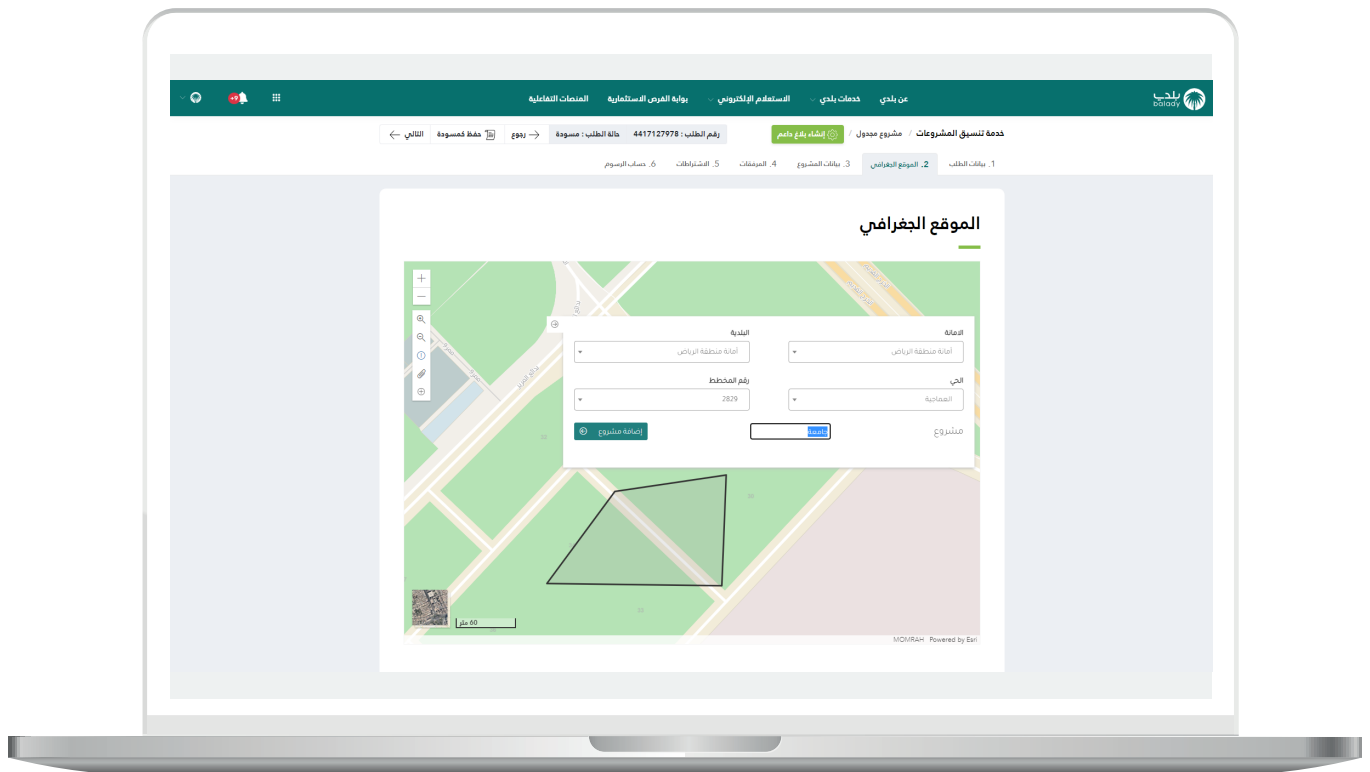 بلدي
balady
عن بلدي
خدمات بلدي
الاستعلام الإلكتروني
بوابة الفرص الاستثمارية
المنصات التفاعلية
+9
خدمة تنسيق المشروعات / مشروع مجدول / إنشاء بلاغ داعم
رقم الطلب : 4417127978
حالة الطلب : مسودة
رجوع
حفظ كمسودة
التالي
1. بيانات الطلب
2. الموقع الجغرافي
3. بيانات المشروع
4. المرفقات
5. الاشتراطات
6. حساب الرسوم
الموقع الجغرافي
الامانة
البلدية
أمانة منطقة الرياض
أمانة منطقة الرياض
الحي
رقم المخطط
العماجية
2829
مشروع
جامعة
إضافة مشروع
60 متر
MOMRAH Powered by Esri